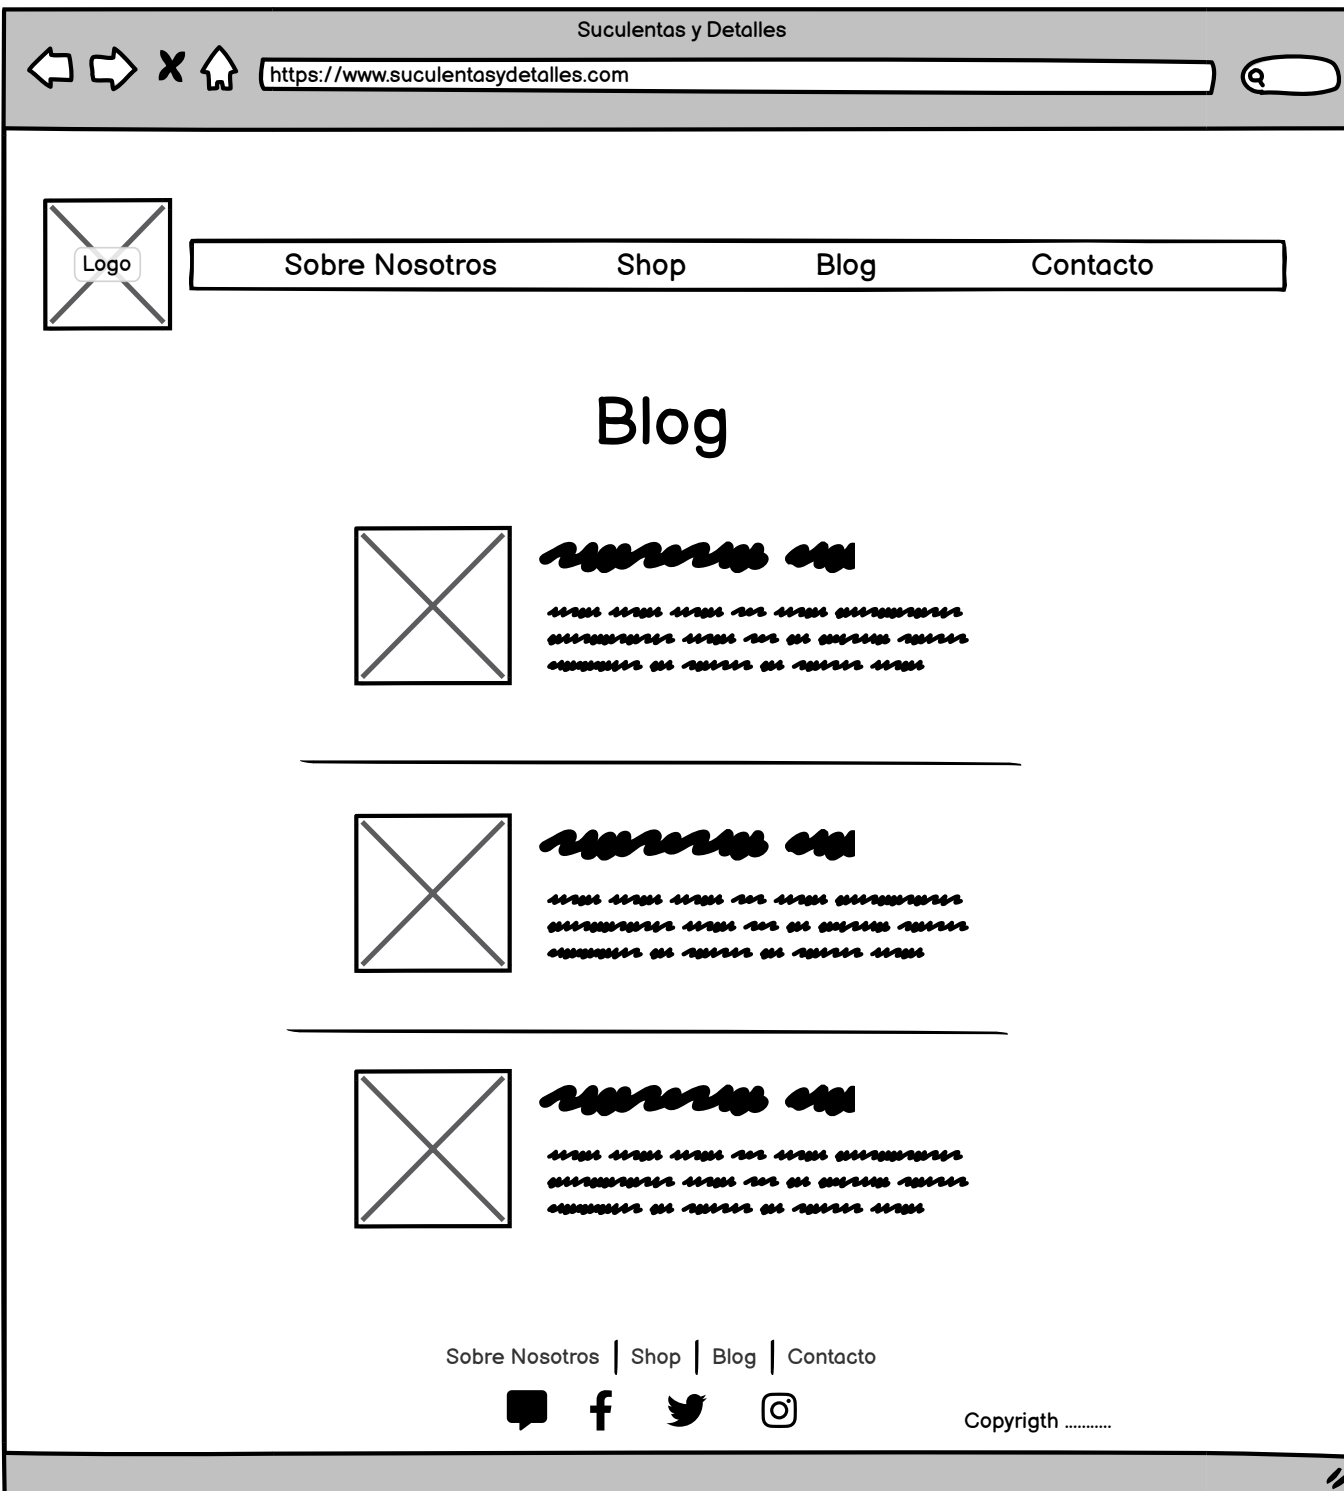 Suculentas y Detalles
https://www.suculentasydetalles.com
Logo
Sobre Nosotros Shop Blog Contacto
Blog
Sobre Nosotros Shop Blog Contacto
Copyrigth ...........